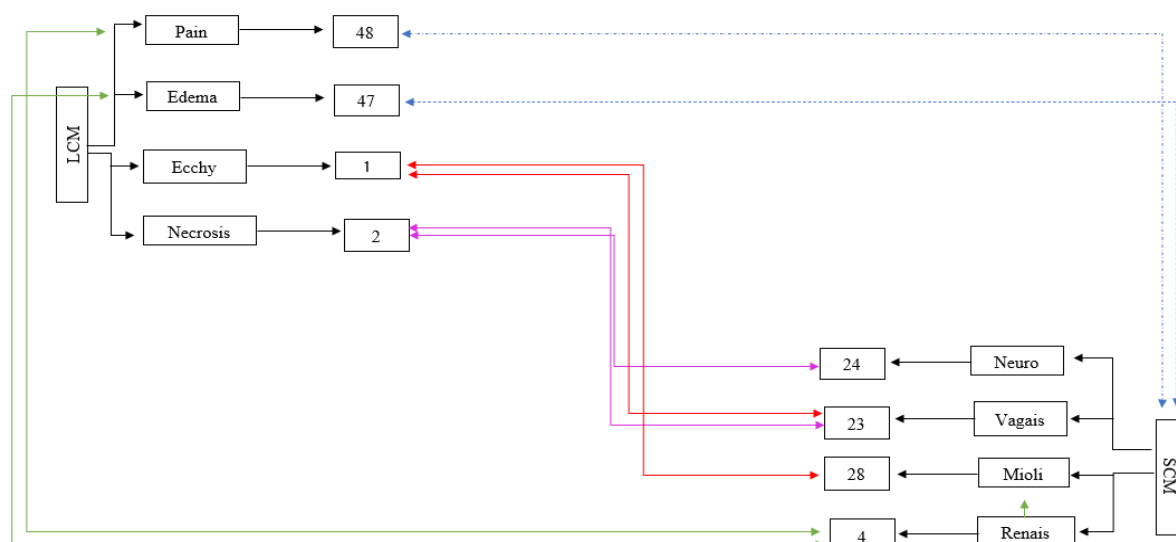 Pain
48
Edema
47
LCM
Ecchy
1
Necrosis
2
24
Neuro
23
Vagais
28
Mioli
SCM
4
Renais